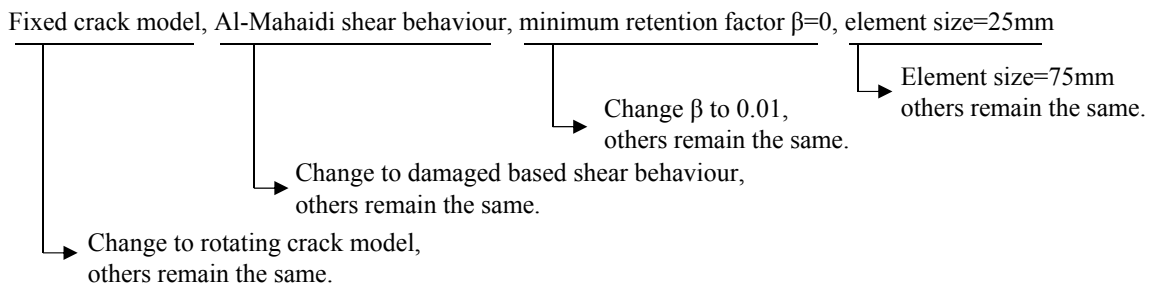 Fixed crack model, Al-Mahaidi shear behaviour, minimum retention factor β=0, element size=25mm
Element size=75mm
others remain the same.
Change β to 0.01,
others remain the same.
Change to damaged based shear behaviour,
others remain the same.
Change to rotating crack model,
others remain the same.